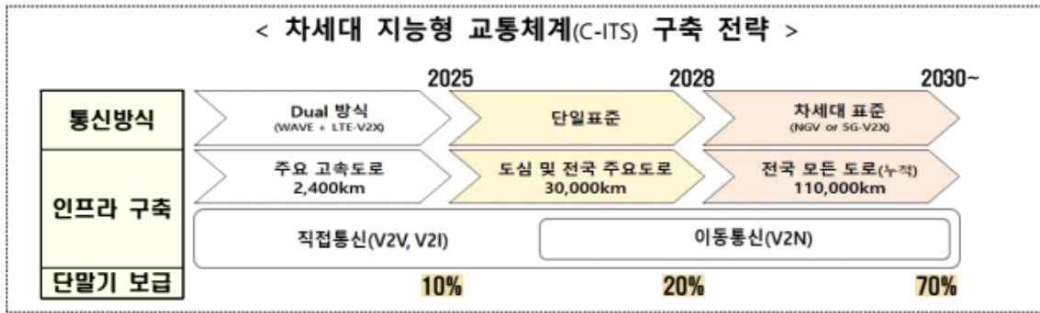 < 차세대 지능형 교통체계(C-ITS) 구축 전략 >
2025 2028 2030~
통신방식
Dual 방식
(WAVE + LTE-V2X)
단일표준
차세대 표준
(NGV or 5G-V2X)
인프라 구축
주요 고속도로
2,400km
도심 및 전국 주요도로
30,000km
전국 모든 도로(누적)
110,000km
직접통신(V2V, V2I)
이동통신(V2N)
단말기 보급
10% 20% 70%